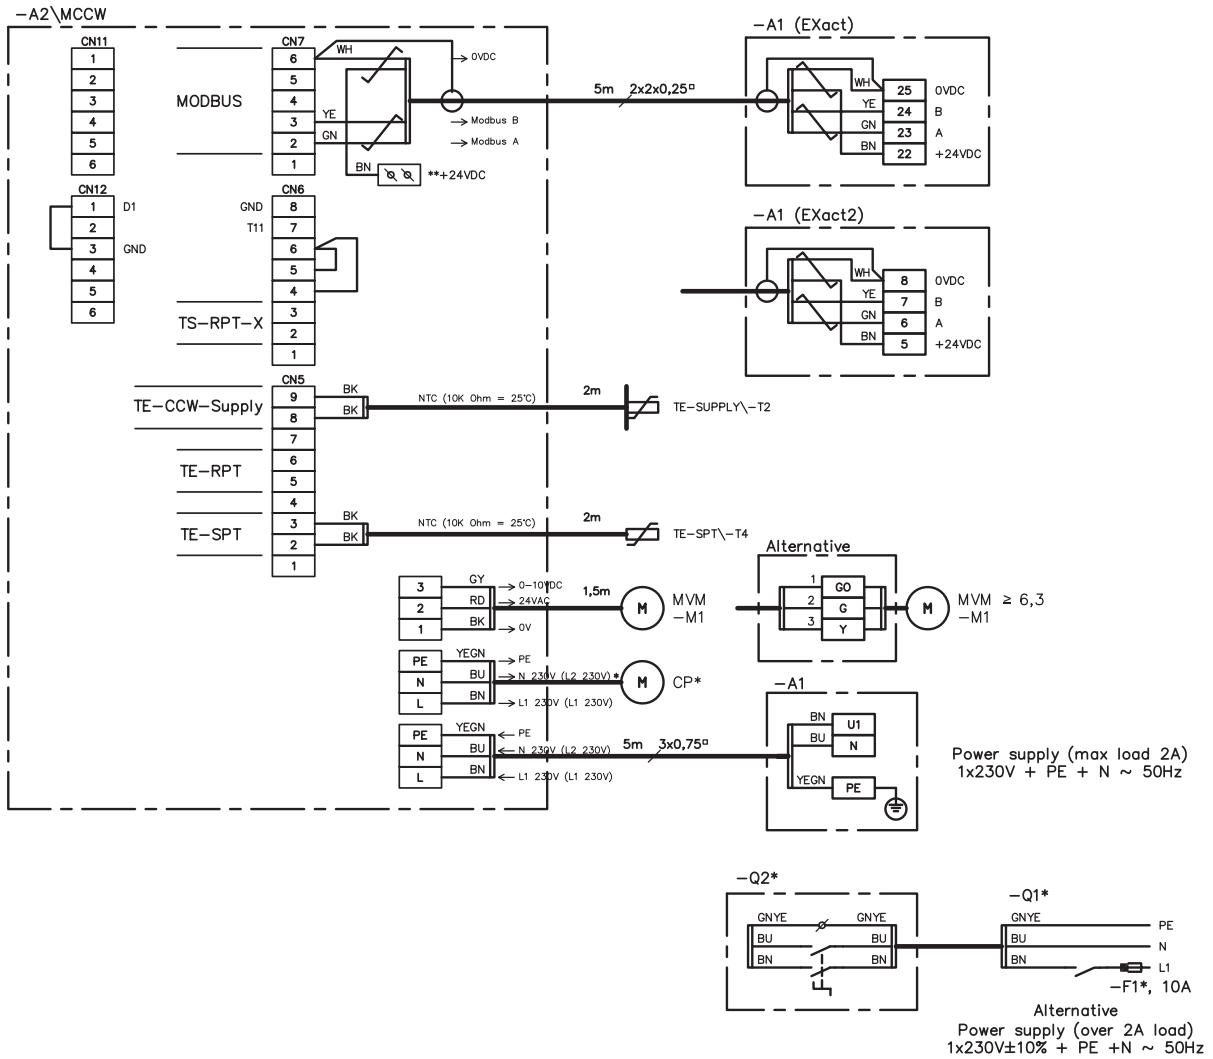 -A2\MCCW
CN11
1
2
3
4
5
6
MODBUS
CN7
6
5
4
3
2
1
WH
YE
GN
BN
0VDC
Modbus B
Modbus A
**+24VDC
5m 2x2x0,25¤
-A1 (EXact)
WH 25 0VDC
YE 24 B
GN 23 A
BN 22 +24VDC
CN12
1 D1
2
3 GND
4
5
6
CN6
GND 8
T11 7
6
5
4
3
TS-RPT-X
2
1
-A1 (EXact2)
WH 8 0VDC
YE 7 B
GN 6 A
BN 5 +24VDC
CN5
TE-CCW-Supply
9 BK
8 BK
NTC (10K Ohm = 25°C)
2m
TE-SUPPLY\-T2
7
TE-RPT
6
5
4
TE-SPT
3 BK
2 BK
NTC (10K Ohm = 25°C)
2m
TE-SPT\-T4
1
3 GY 0-10VDC
2 RD 24VAC
1 BK 0V
1,5m
M
MVM
-M1
Alternative
1 GO
2 G
3 Y
M
MVM ≥ 6,3
-M1
PE YEGN PE
N BU N 230V (L2 230V)*
L BN L1 230V (L1 230V)
M
CP*
PE YEGN PE
N BU N 230V (L2 230V)
L BN L1 230V (L1 230V)
5m 3x0,75¤
-A1
BN U1
BU N
YEGN PE
Power supply (max load 2A)
1x230V + PE + N ~ 50Hz
-Q2*
GNYE GNYE
BU BU
BN BN
-Q1*
GNYE PE
BU N
BN L1
-F1*, 10A
Alternative
Power supply (over 2A load)
1x230V±10% + PE +N ~ 50Hz